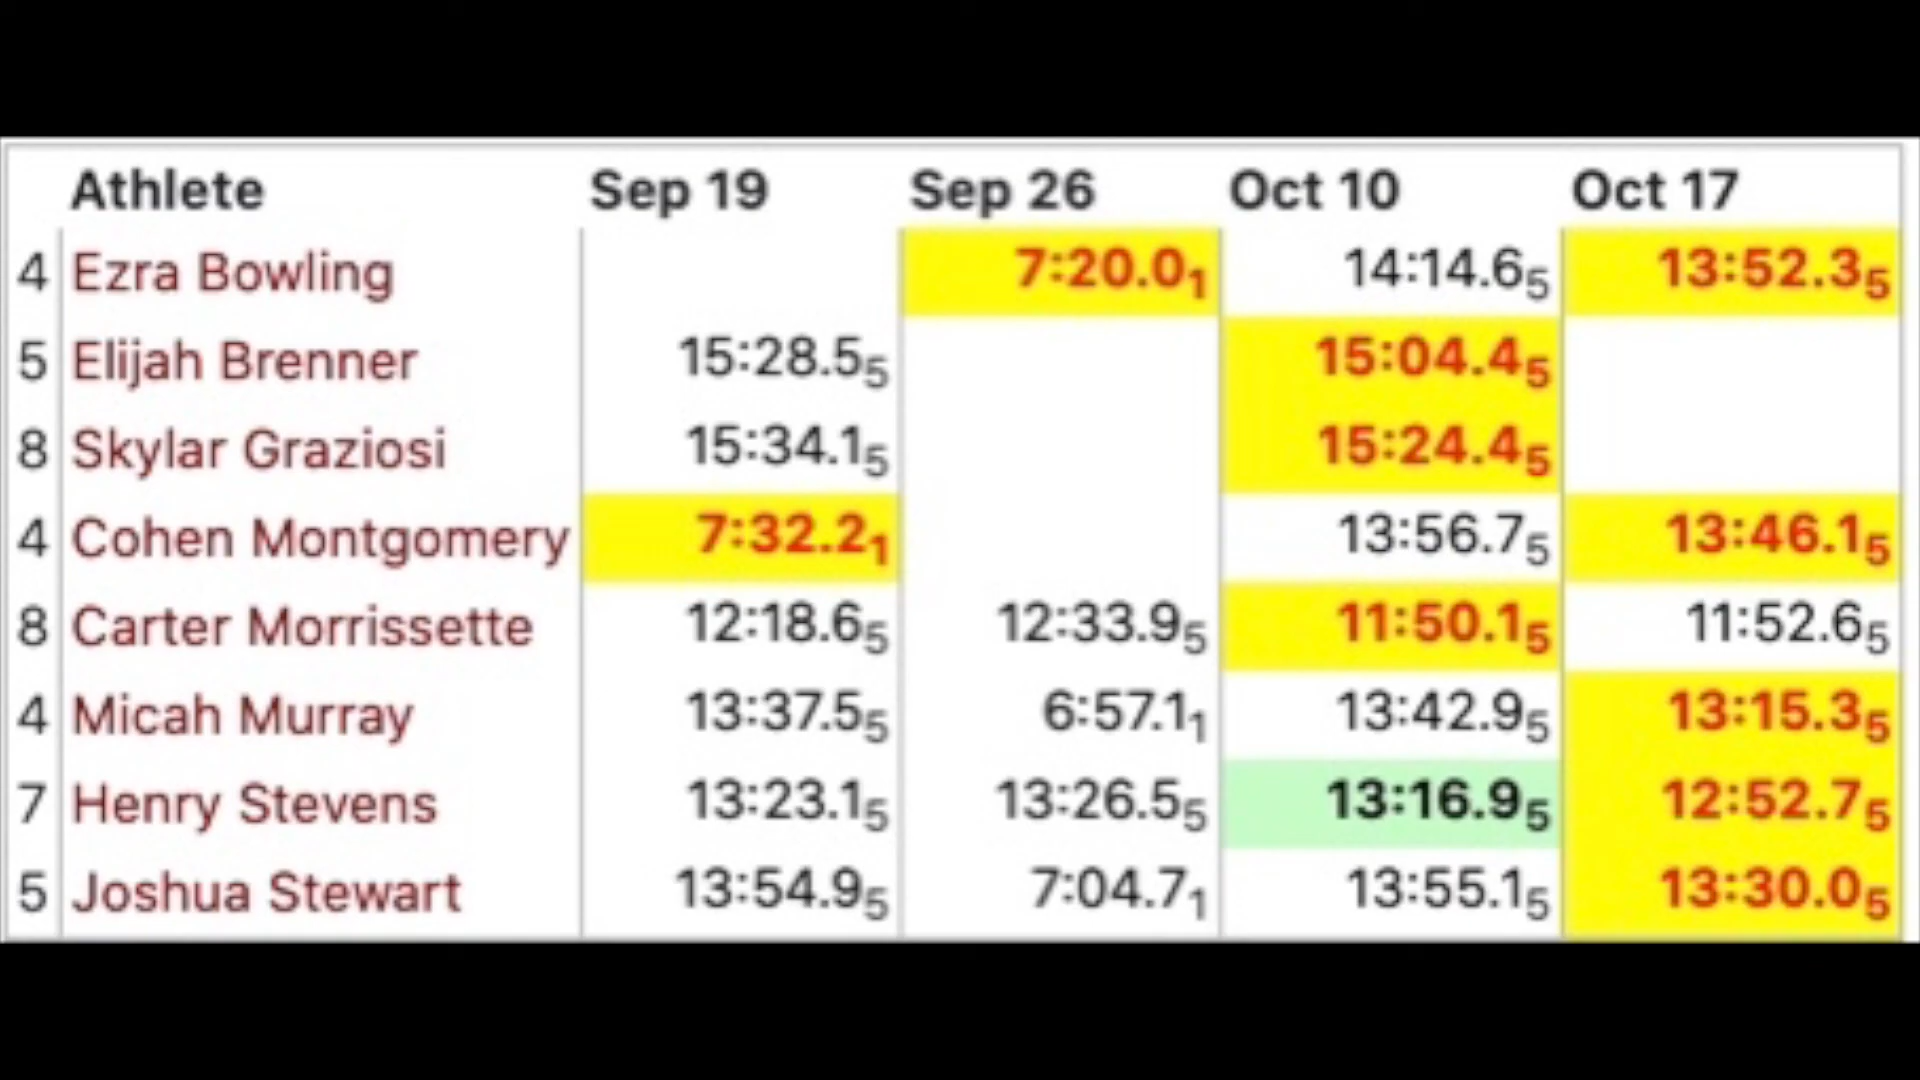 Athlete Sep 19 Sep 26 Oct 10 Oct 17
4 Ezra Bowling 7:20.01 14:14.65 13:52.35
5 Elijah Brenner 15:28.55 15:04.45
8 Skylar Graziosi 15:34.15 15:24.45
4 Cohen Montgomery 7:32.21 13:56.75 13:46.15
8 Carter Morrissette 12:18.65 12:33.95 11:50.15 11:52.65
4 Micah Murray 13:37.55 6:57.11 13:42.95 13:15.35
7 Henry Stevens 13:23.15 13:26.55 13:16.95 12:52.75
5 Joshua Stewart 13:54.95 7:04.71 13:55.15 13:30.05